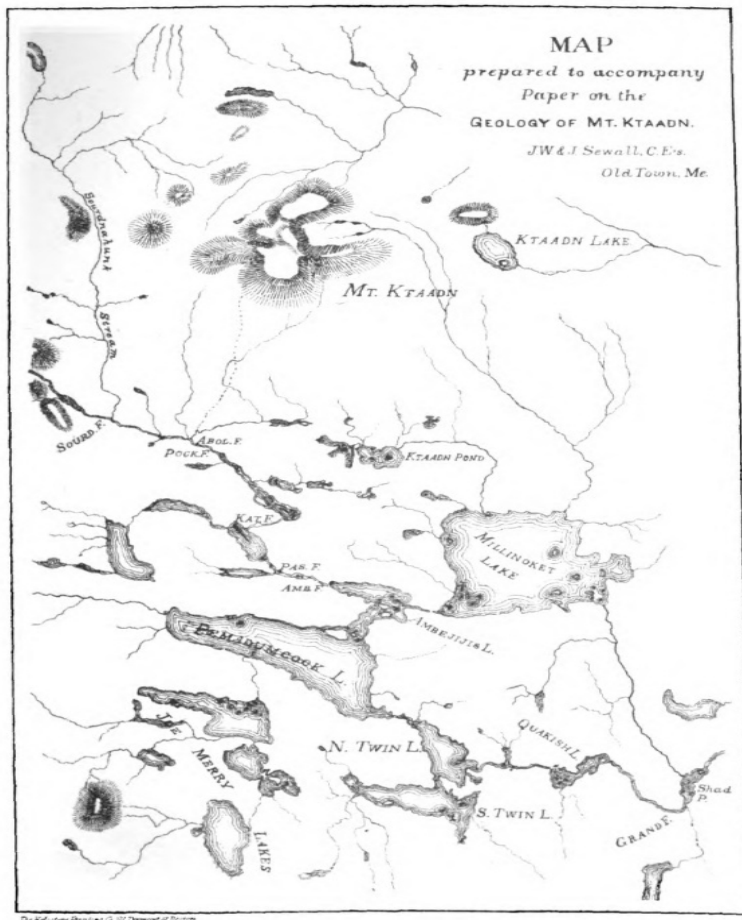 MAP
prepared to accompany
Paper on the
GEOLOGY OF MT. KTAADN.
J.W. & J. Sewall, C.E's.
Old Town, Me.
KTAADN LAKE
Sourdnahunk
Stream
MT. KTAADN
SOURD. F.
ABOL. F.
POCK. F.
KTAADN POND
KAT. F.
MILLINOKET
LAKE
PAS. F.
AMB. F.
AMBEJIJIS L.
PEMADUMCOOK L.
JOE
MERRY
LAKES
N. TWIN L.
QUAKISH L.
S. TWIN L.
Shad
P.
GRAND F.